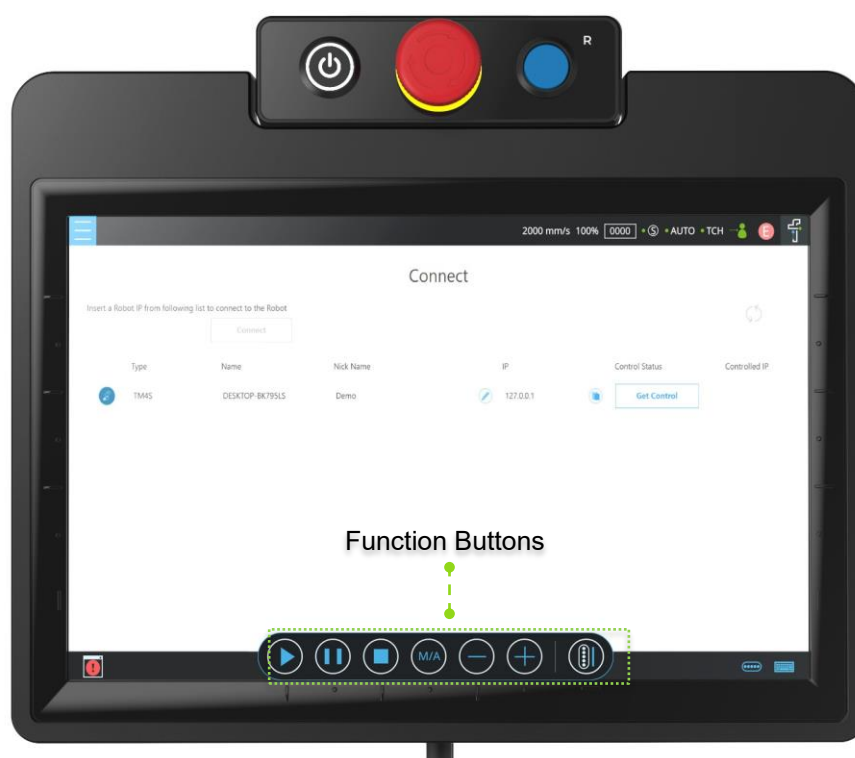 R
2000 mm/s 100% 0000 • Ⓢ • AUTO • TCH E
Connect
Insert a Robot IP from following list to connect to the Robot
Connect
Type Name Nick Name IP Control Status Controlled IP
TM4S DESKTOP-BK795LS Demo 127.0.0.1 Get Control
Function Buttons
M/A